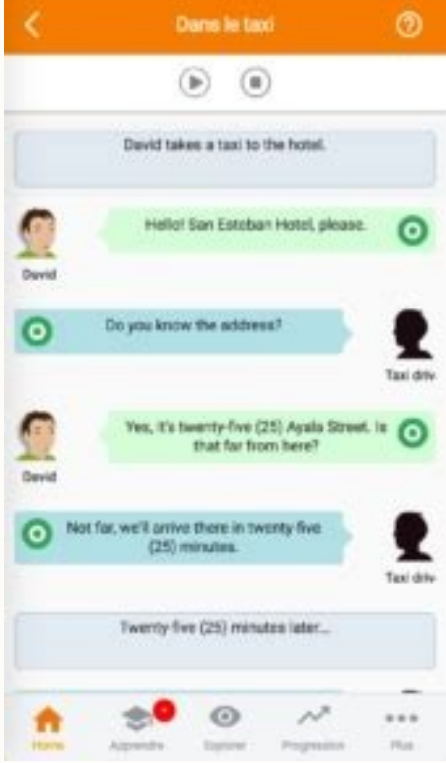 Dans le taxi
David takes a taxi to the hotel.
Hello! San Esteban Hotel, please.
David
Do you know the address?
Taxi driv
Yes, it's twenty-five (25) Ayala Street. Is
that far from here?
David
Not far, we'll arrive there in twenty five
(25) minutes.
Taxi driv
Twenty-five (25) minutes later...
Home
Apprendre
Explorer
Progression
Plus